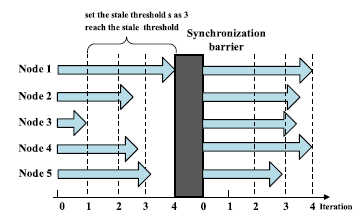 set the stale threshold s as 3
reach the stale threshold
Synchronization
barrier
Node 1
Node 2
Node 3
Node 4
Node 5
0 1 2 3 4 0 1 2 3 4 Iteration